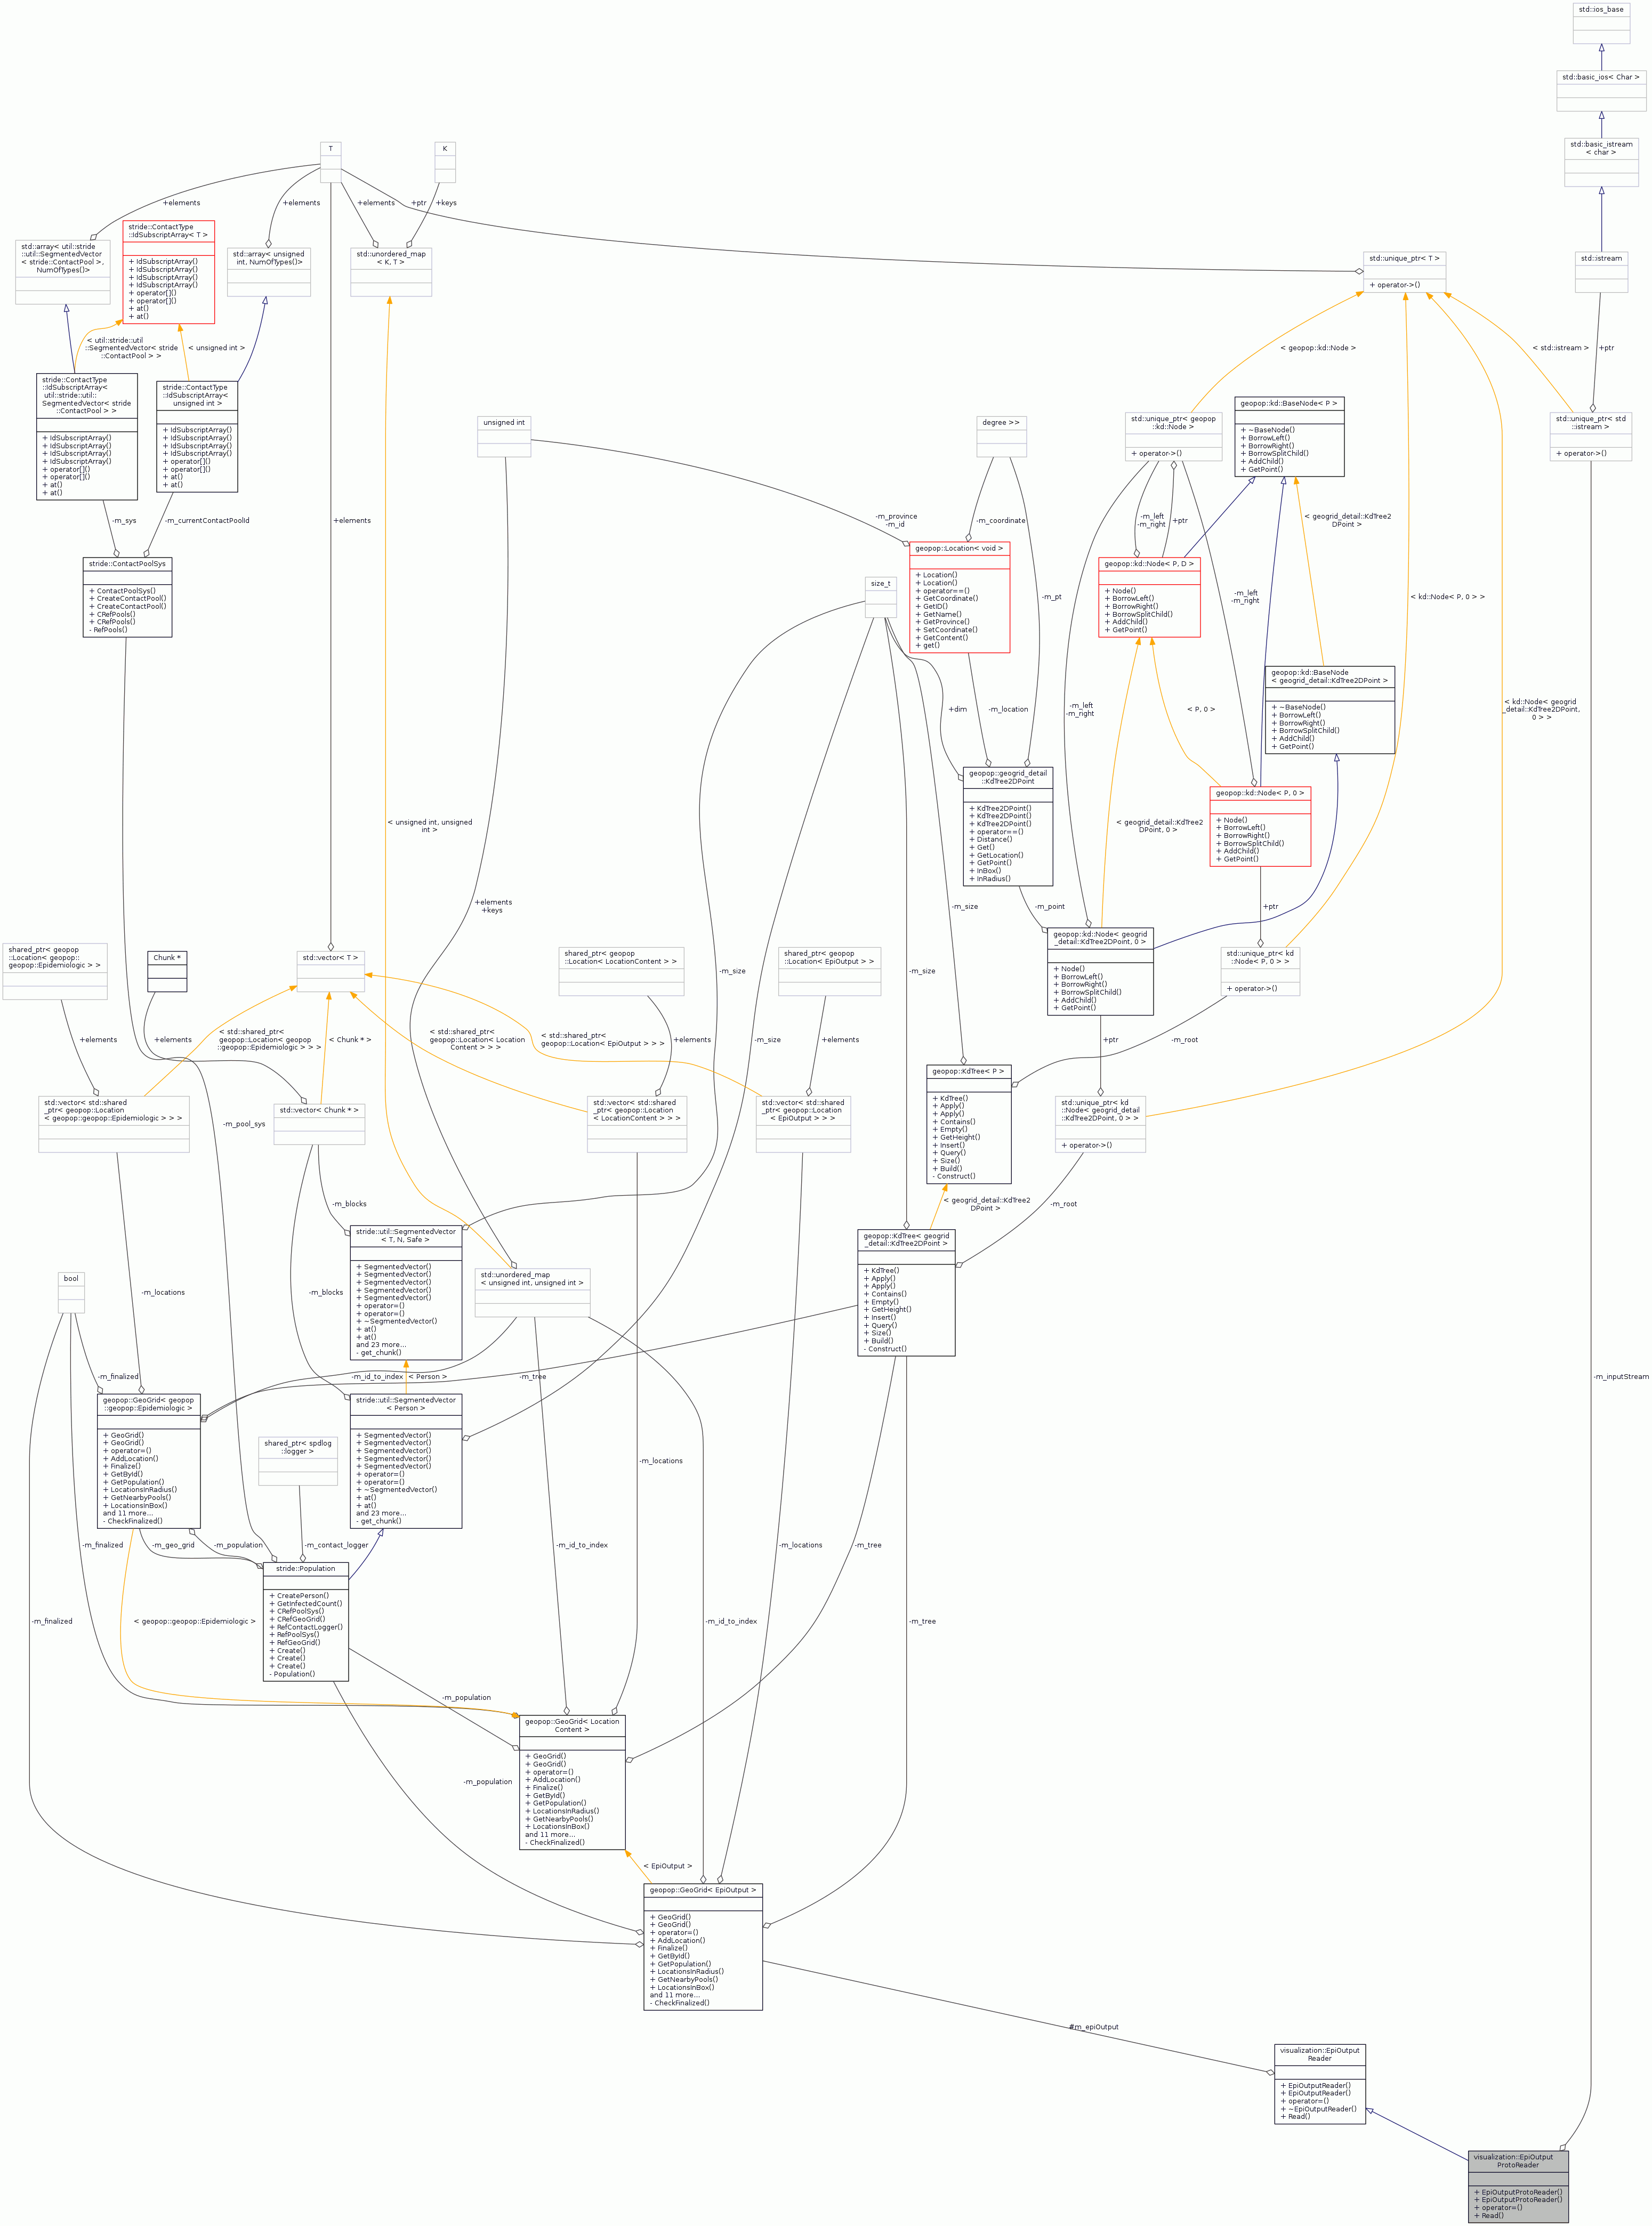 std::ios_base
std::basic_ios< Char >
std::basic_istream
< char >
T
K
+elements
+elements
+elements
+ptr
+keys
stride::ContactType
::IdSubscriptArray< T >
+ IdSubscriptArray()
+ IdSubscriptArray()
+ IdSubscriptArray()
+ IdSubscriptArray()
+ operator[]()
+ operator[]()
+ at()
+ at()
std::array< util::stride
::util::SegmentedVector
< stride::ContactPool >,
NumOfTypes()>
std::array< unsigned
int, NumOfTypes()>
std::unordered_map
< K, T >
std::unique_ptr< T >
+ operator->()
std::istream
< util::stride::util
::SegmentedVector< stride
::ContactPool > >
< unsigned int >
< geopop::kd::Node >
< std::istream >
+ptr
stride::ContactType
::IdSubscriptArray<
util::stride::util::
SegmentedVector< stride
::ContactPool > >
+ IdSubscriptArray()
+ IdSubscriptArray()
+ IdSubscriptArray()
+ IdSubscriptArray()
+ operator[]()
+ operator[]()
+ at()
+ at()
stride::ContactType
::IdSubscriptArray<
unsigned int >
+ IdSubscriptArray()
+ IdSubscriptArray()
+ IdSubscriptArray()
+ IdSubscriptArray()
+ operator[]()
+ operator[]()
+ at()
+ at()
unsigned int
degree >>
std::unique_ptr< geopop
::kd::Node >
+ operator->()
geopop::kd::BaseNode< P >
+ ~BaseNode()
+ BorrowLeft()
+ BorrowRight()
+ BorrowSplitChild()
+ AddChild()
+ GetPoint()
std::unique_ptr< std
::istream >
+ operator->()
-m_sys
-m_currentContactPoolId
+elements
-m_province
-m_id
-m_coordinate
-m_left
-m_right
+ptr
< geogrid_detail::KdTree2
DPoint >
stride::ContactPoolSys
+ ContactPoolSys()
+ CreateContactPool()
+ CreateContactPool()
+ CRefPools()
+ CRefPools()
- RefPools()
size_t
geopop::Location< void >
+ Location()
+ Location()
+ operator==()
+ GetCoordinate()
+ GetID()
+ GetName()
+ GetProvince()
+ SetCoordinate()
+ GetContent()
+ get()
-m_pt
geopop::kd::Node< P, D >
+ Node()
+ BorrowLeft()
+ BorrowRight()
+ BorrowSplitChild()
+ AddChild()
+ GetPoint()
-m_left
-m_right
< kd::Node< P, 0 > >
geopop::kd::BaseNode
< geogrid_detail::KdTree2DPoint >
+ ~BaseNode()
+ BorrowLeft()
+ BorrowRight()
+ BorrowSplitChild()
+ AddChild()
+ GetPoint()
+dim
-m_location
-m_left
-m_right
< P, 0 >
< kd::Node< geogrid
_detail::KdTree2DPoint,
0 > >
geopop::geogrid_detail
::KdTree2DPoint
+ KdTree2DPoint()
+ KdTree2DPoint()
+ KdTree2DPoint()
+ operator==()
+ Distance()
+ Get()
+ GetLocation()
+ GetPoint()
+ InBox()
+ InRadius()
geopop::kd::Node< P, 0 >
+ Node()
+ BorrowLeft()
+ BorrowRight()
+ BorrowSplitChild()
+ AddChild()
+ GetPoint()
< unsigned int, unsigned
int >
< geogrid_detail::KdTree2
DPoint, 0 >
+elements
+keys
-m_size
-m_point
+ptr
shared_ptr< geopop
::Location< geopop::
geopop::Epidemiologic > >
Chunk *
std::vector< T >
shared_ptr< geopop
::Location< LocationContent > >
shared_ptr< geopop
::Location< EpiOutput > >
-m_size
-m_size
geopop::kd::Node< geogrid
_detail::KdTree2DPoint, 0 >
+ Node()
+ BorrowLeft()
+ BorrowRight()
+ BorrowSplitChild()
+ AddChild()
+ GetPoint()
std::unique_ptr< kd
::Node< P, 0 > >
+ operator->()
+elements
+elements
< std::shared_ptr<
geopop::Location< geopop
::geopop::Epidemiologic > > >
< Chunk * >
< std::shared_ptr<
geopop::Location< Location
Content > > >
< std::shared_ptr<
geopop::Location< EpiOutput > > >
+elements
-m_size
+elements
+ptr
-m_root
geopop::KdTree< P >
+ KdTree()
+ Apply()
+ Apply()
+ Contains()
+ Empty()
+ GetHeight()
+ Insert()
+ Query()
+ Size()
+ Build()
- Construct()
std::vector< std::shared
_ptr< geopop::Location
< geopop::geopop::Epidemiologic > > >
std::vector< Chunk * >
std::vector< std::shared
_ptr< geopop::Location
< LocationContent > > >
std::vector< std::shared
_ptr< geopop::Location
< EpiOutput > > >
std::unique_ptr< kd
::Node< geogrid_detail
::KdTree2DPoint, 0 > >
+ operator->()
-m_pool_sys
-m_blocks
< geogrid_detail::KdTree2
DPoint >
-m_root
stride::util::SegmentedVector
< T, N, Safe >
+ SegmentedVector()
+ SegmentedVector()
+ SegmentedVector()
+ SegmentedVector()
+ SegmentedVector()
+ operator=()
+ operator=()
+ ~SegmentedVector()
+ at()
+ at()
and 23 more...
- get_chunk()
geopop::KdTree< geogrid
_detail::KdTree2DPoint >
+ KdTree()
+ Apply()
+ Apply()
+ Contains()
+ Empty()
+ GetHeight()
+ Insert()
+ Query()
+ Size()
+ Build()
- Construct()
bool
-m_locations
-m_blocks
std::unordered_map
< unsigned int, unsigned int >
-m_finalized
-m_id_to_index
< Person >
-m_tree
-m_inputStream
geopop::GeoGrid< geopop
::geopop::Epidemiologic >
+ GeoGrid()
+ GeoGrid()
+ operator=()
+ AddLocation()
+ Finalize()
+ GetById()
+ GetPopulation()
+ LocationsInRadius()
+ GetNearbyPools()
+ LocationsInBox()
and 11 more...
- CheckFinalized()
shared_ptr< spdlog
::logger >
stride::util::SegmentedVector
< Person >
+ SegmentedVector()
+ SegmentedVector()
+ SegmentedVector()
+ SegmentedVector()
+ SegmentedVector()
+ operator=()
+ operator=()
+ ~SegmentedVector()
+ at()
+ at()
and 23 more...
- get_chunk()
-m_locations
-m_finalized
-m_geo_grid
-m_population
-m_contact_logger
-m_id_to_index
-m_locations
-m_tree
stride::Population
+ CreatePerson()
+ GetInfectedCount()
+ CRefPoolSys()
+ CRefGeoGrid()
+ RefContactLogger()
+ RefPoolSys()
+ RefGeoGrid()
+ Create()
+ Create()
+ Create()
- Population()
-m_finalized
< geopop::geopop::Epidemiologic >
-m_id_to_index
-m_tree
-m_population
geopop::GeoGrid< Location
Content >
+ GeoGrid()
+ GeoGrid()
+ operator=()
+ AddLocation()
+ Finalize()
+ GetById()
+ GetPopulation()
+ LocationsInRadius()
+ GetNearbyPools()
+ LocationsInBox()
and 11 more...
- CheckFinalized()
-m_population
< EpiOutput >
geopop::GeoGrid< EpiOutput >
+ GeoGrid()
+ GeoGrid()
+ operator=()
+ AddLocation()
+ Finalize()
+ GetById()
+ GetPopulation()
+ LocationsInRadius()
+ GetNearbyPools()
+ LocationsInBox()
and 11 more...
- CheckFinalized()
#m_epiOutput
visualization::EpiOutput
Reader
+ EpiOutputReader()
+ EpiOutputReader()
+ operator=()
+ ~EpiOutputReader()
+ Read()
visualization::EpiOutput
ProtoReader
+ EpiOutputProtoReader()
+ EpiOutputProtoReader()
+ operator=()
+ Read()